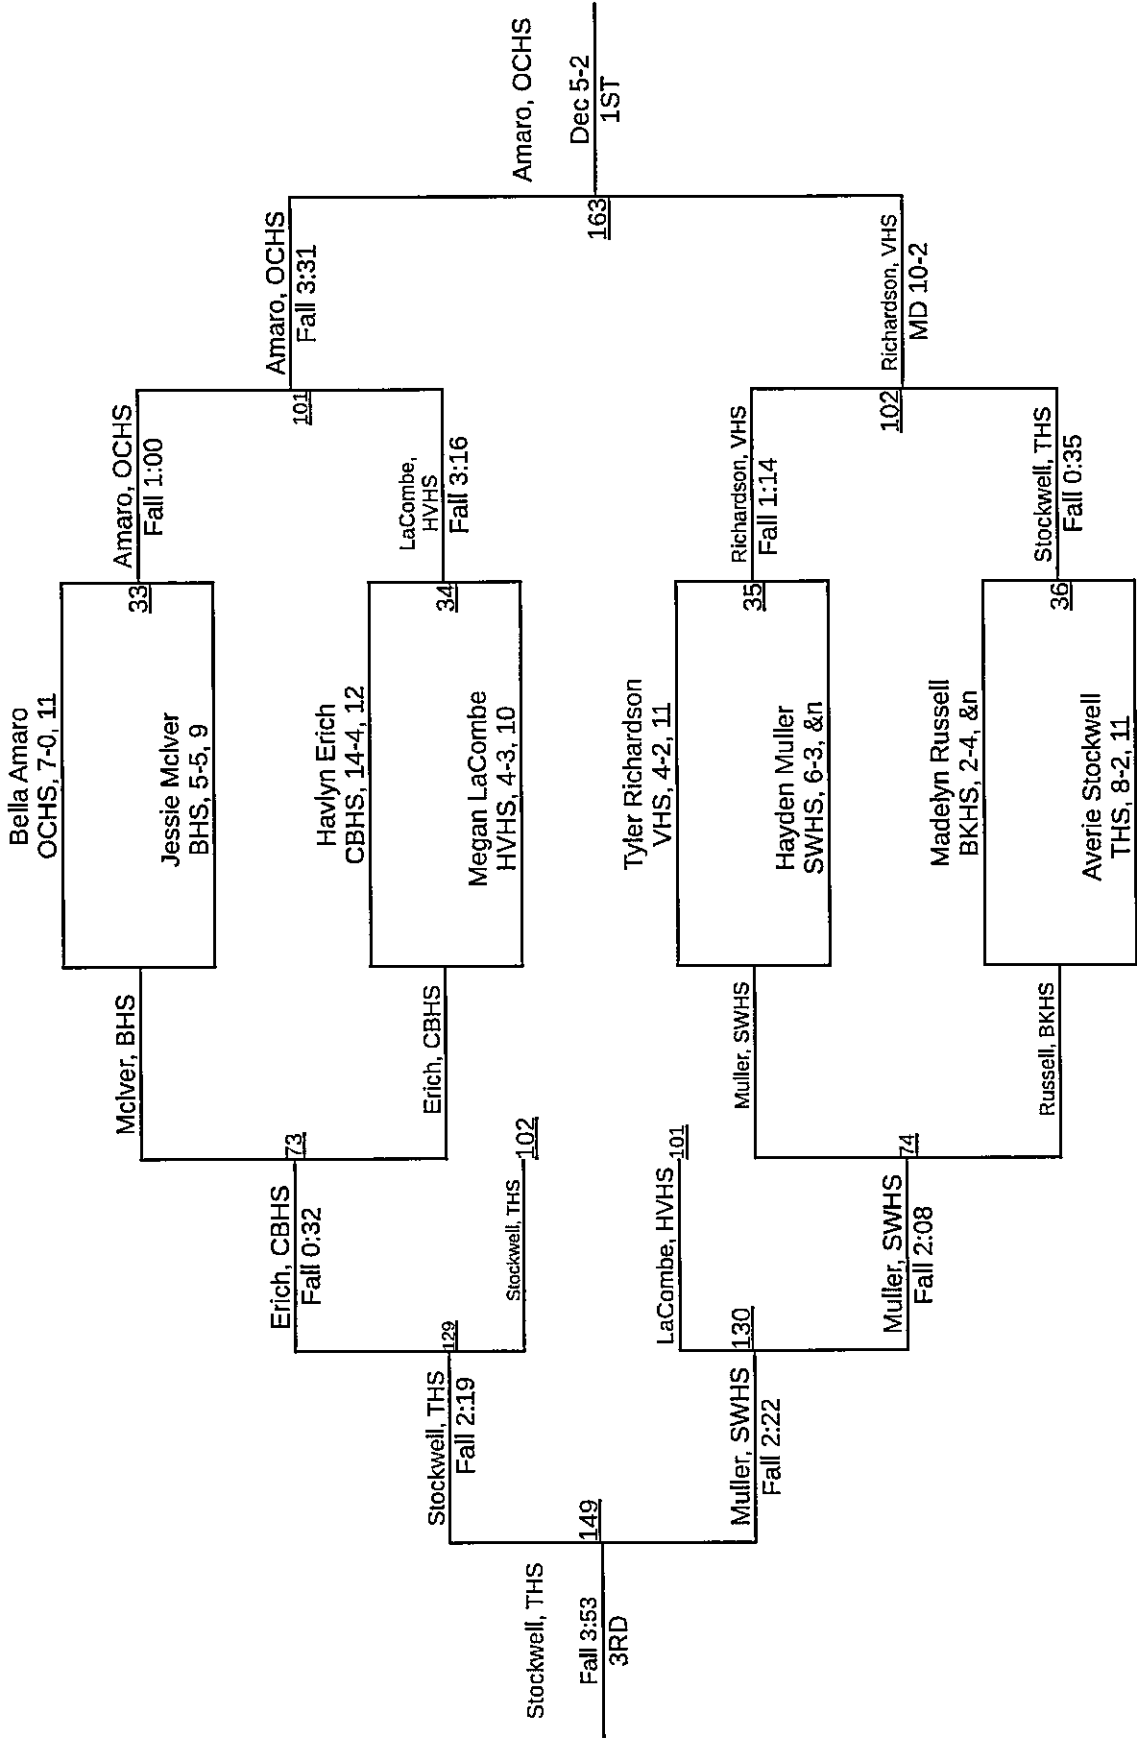 Bella Amaro
OCHS, 7-0, 11
Jessie McIver
BHS, 5-5, 9
33
Havlyn Erich
CBHS, 14-4, 12
Megan LaCombe
HVHS, 4-3, 10
34
Tyler Richardson
VHS, 4-2, 11
Hayden Muller
SWHS, 6-3, &n
35
Madelyn Russell
BKHS, 2-4, &n
Averie Stockwell
THS, 8-2, 11
36
Amaro, OCHS
Fall 1:00
LaCombe,
HVHS
Fall 3:16
Richardson, VHS
Fall 1:14
Stockwell, THS
Fall 0:35
101
102
Amaro, OCHS
Fall 3:31
Richardson, VHS
MD 10-2
163
Amaro, OCHS
Dec 5-2
1ST
McIver, BHS
Erich, CBHS
Muller, SWHS
Russell, BKHS
73
74
Erich, CBHS
Fall 0:32
Stockwell, THS
102
LaCombe, HVHS
101
Muller, SWHS
Fall 2:08
129
130
Stockwell, THS
Fall 2:19
Muller, SWHS
Fall 2:22
149
Stockwell, THS
Fall 3:53
3RD